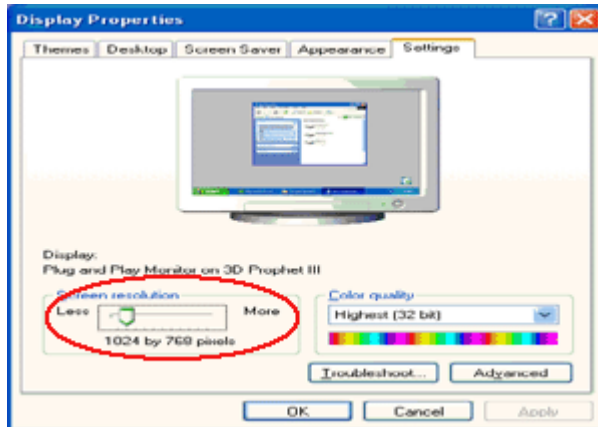 Display Properties
Themes Desktop Screen Saver Appearance Settings
Display:
Plug and Play Monitor on 3D Prophet III
Screen resolution
Less More
1024 by 768 pixels
Color quality
Highest (32 bit)
Troubleshoot... Advanced
OK Cancel Apply